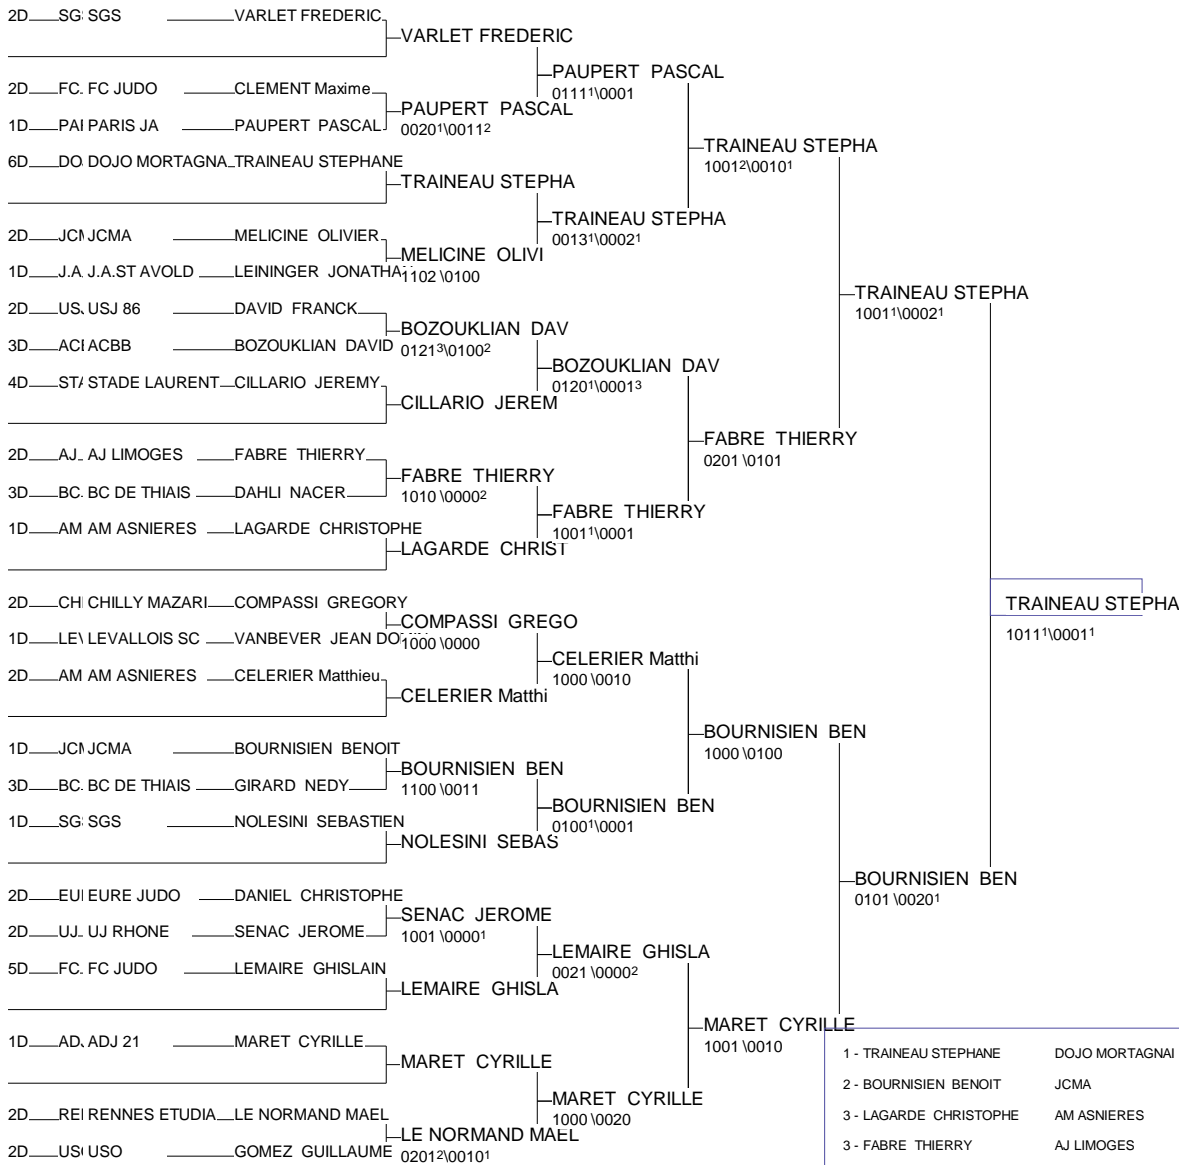 2D SG SGS VARLET FREDERIC
VARLET FREDERIC
PAUPERT PASCAL
0111¹\0001
2D FC. FC JUDO CLEMENT Maxime
PAUPERT PASCAL
0020¹\0011²
1D PAI PARIS JA PAUPERT PASCAL
TRAINEAU STEPHA
1001²\0010¹
6D DO. DOJO MORTAGNA TRAINEAU STEPHANE
TRAINEAU STEPHA
TRAINEAU STEPHA
0013¹\0002¹
2D JCM JCMA MELICINE OLIVIER
MELICINE OLIVI
1102 \0100
1D J.A. J.A.ST AVOLD LEININGER JONATHA
TRAINEAU STEPHA
1001¹\0002¹
2D US. USJ 86 DAVID FRANCK
BOZOUKLIAN DAV
0121³\0100²
3D ACI ACBB BOZOUKLIAN DAVID
BOZOUKLIAN DAV
0120¹\0001³
4D STA STADE LAURENT CILLARIO JEREMY
CILLARIO JEREM
FABRE THIERRY
0201 \0101
2D AJ. AJ LIMOGES FABRE THIERRY
FABRE THIERRY
1010 \0000²
3D BC. BC DE THIAIS DAHLI NACER
FABRE THIERRY
1001¹\0001
1D AM AM ASNIERES LAGARDE CHRISTOPHE
LAGARDE CHRIST
2D CHI CHILLY MAZARI COMPASSI GREGORY
TRAINEAU STEPHA
1011¹\0001¹
COMPASSI GREGO
1000 \0000
1D LEV LEVALLOIS SC VANBEVER JEAN DOMIN
CELERIER Matthi
1000 \0010
2D AM AM ASNIERES CELERIER Matthieu
CELERIER Matthi
BOURNISIEN BEN
1000 \0100
1D JCM JCMA BOURNISIEN BENOIT
BOURNISIEN BEN
1100 \0011
3D BC. BC DE THIAIS GIRARD NEDY
BOURNISIEN BEN
0100¹\0001
1D SG SGS NOLESINI SEBASTIEN
NOLESINI SEBAS
BOURNISIEN BEN
0101 \0020¹
2D EUI EURE JUDO DANIEL CHRISTOPHE
SENAC JEROME
1001 \0000¹
2D UJ. UJ RHONE SENAC JEROME
LEMAIRE GHISLA
0021 \0000²
5D FC. FC JUDO LEMAIRE GHISLAIN
LEMAIRE GHISLA
MARET CYRILLE
1001 \0010
1D AD. ADJ 21 MARET CYRILLE
MARET CYRILLE
MARET CYRILLE
1000 \0020
2D REI RENNES ETUDIA LE NORMAND MAEL
LE NORMAND MAEL
0201²\0010¹
2D US( USO GOMEZ GUILLAUME
1 - TRAINEAU STEPHANE DOJO MORTAGNAI
2 - BOURNISIEN BENOIT JCMA
3 - LAGARDE CHRISTOPHE AM ASNIERES
3 - FABRE THIERRY AJ LIMOGES